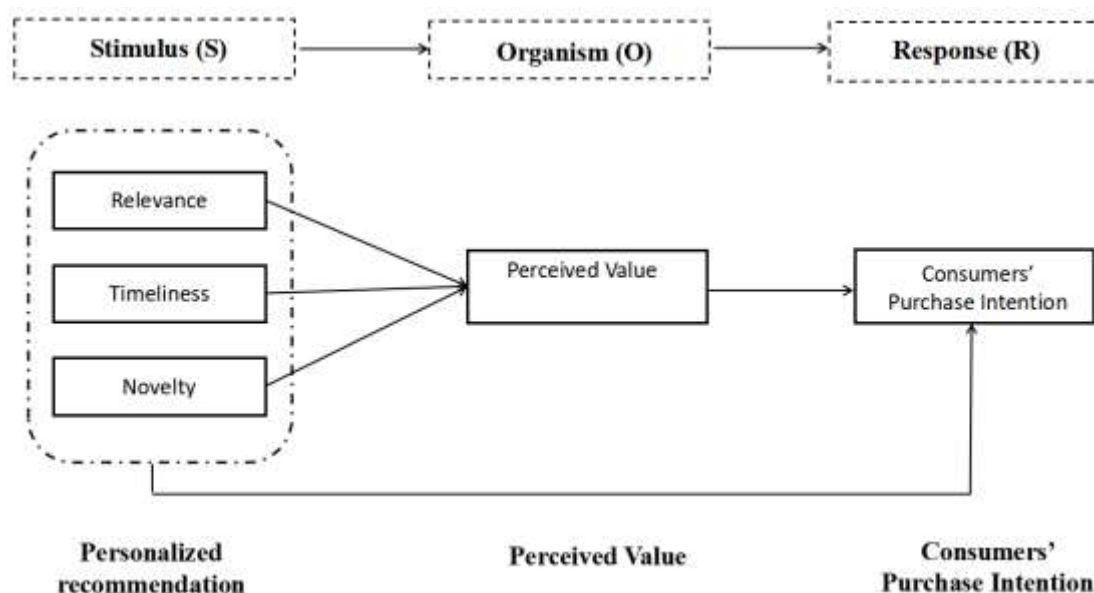 Stimulus (S)
Organism (O)
Response (R)
Relevance
Timeliness
Novelty
Perceived Value
Consumers’
Purchase Intention
Personalized
recommendation
Perceived Value
Consumers’
Purchase Intention